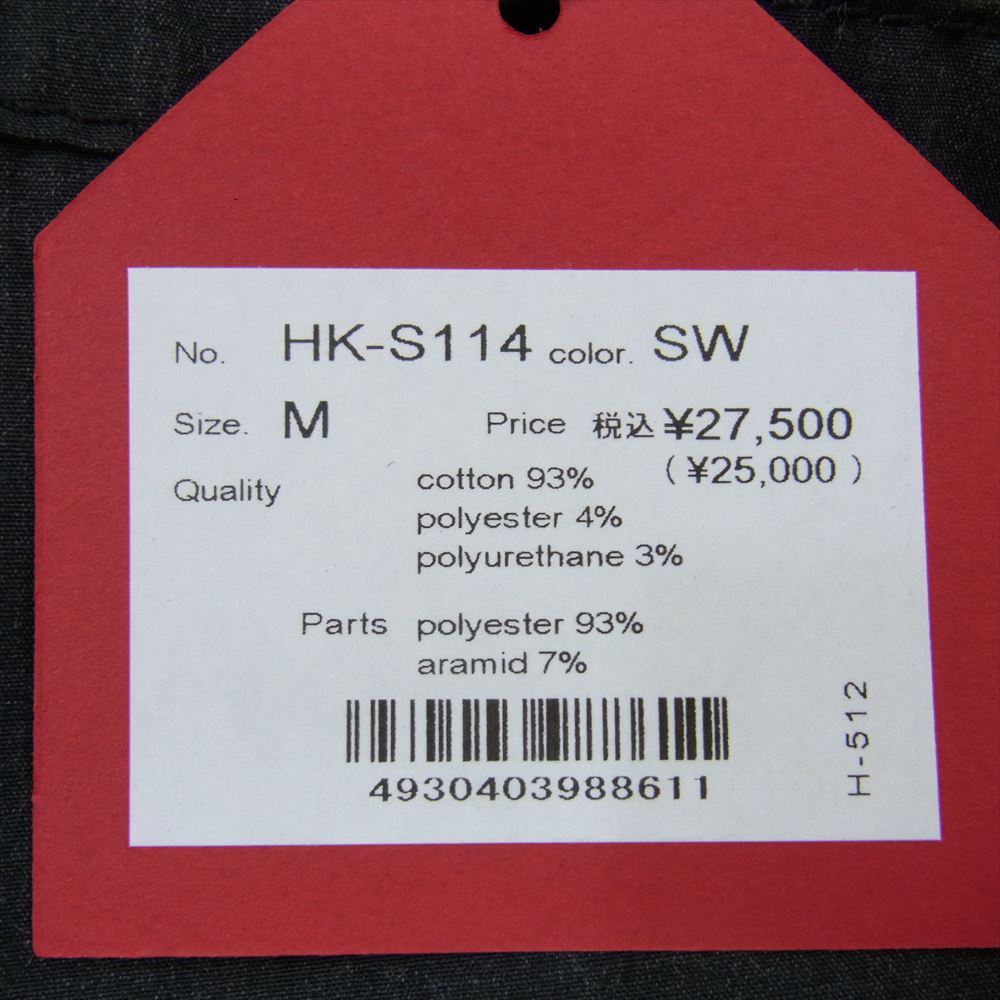 No. HK-S114 color. SW
Size. M Price 税込 ¥27,500
(¥25,000)
Quality cotton 93%
polyester 4%
polyurethane 3%
Parts polyester 93%
aramid 7%
4930403988611
H-512